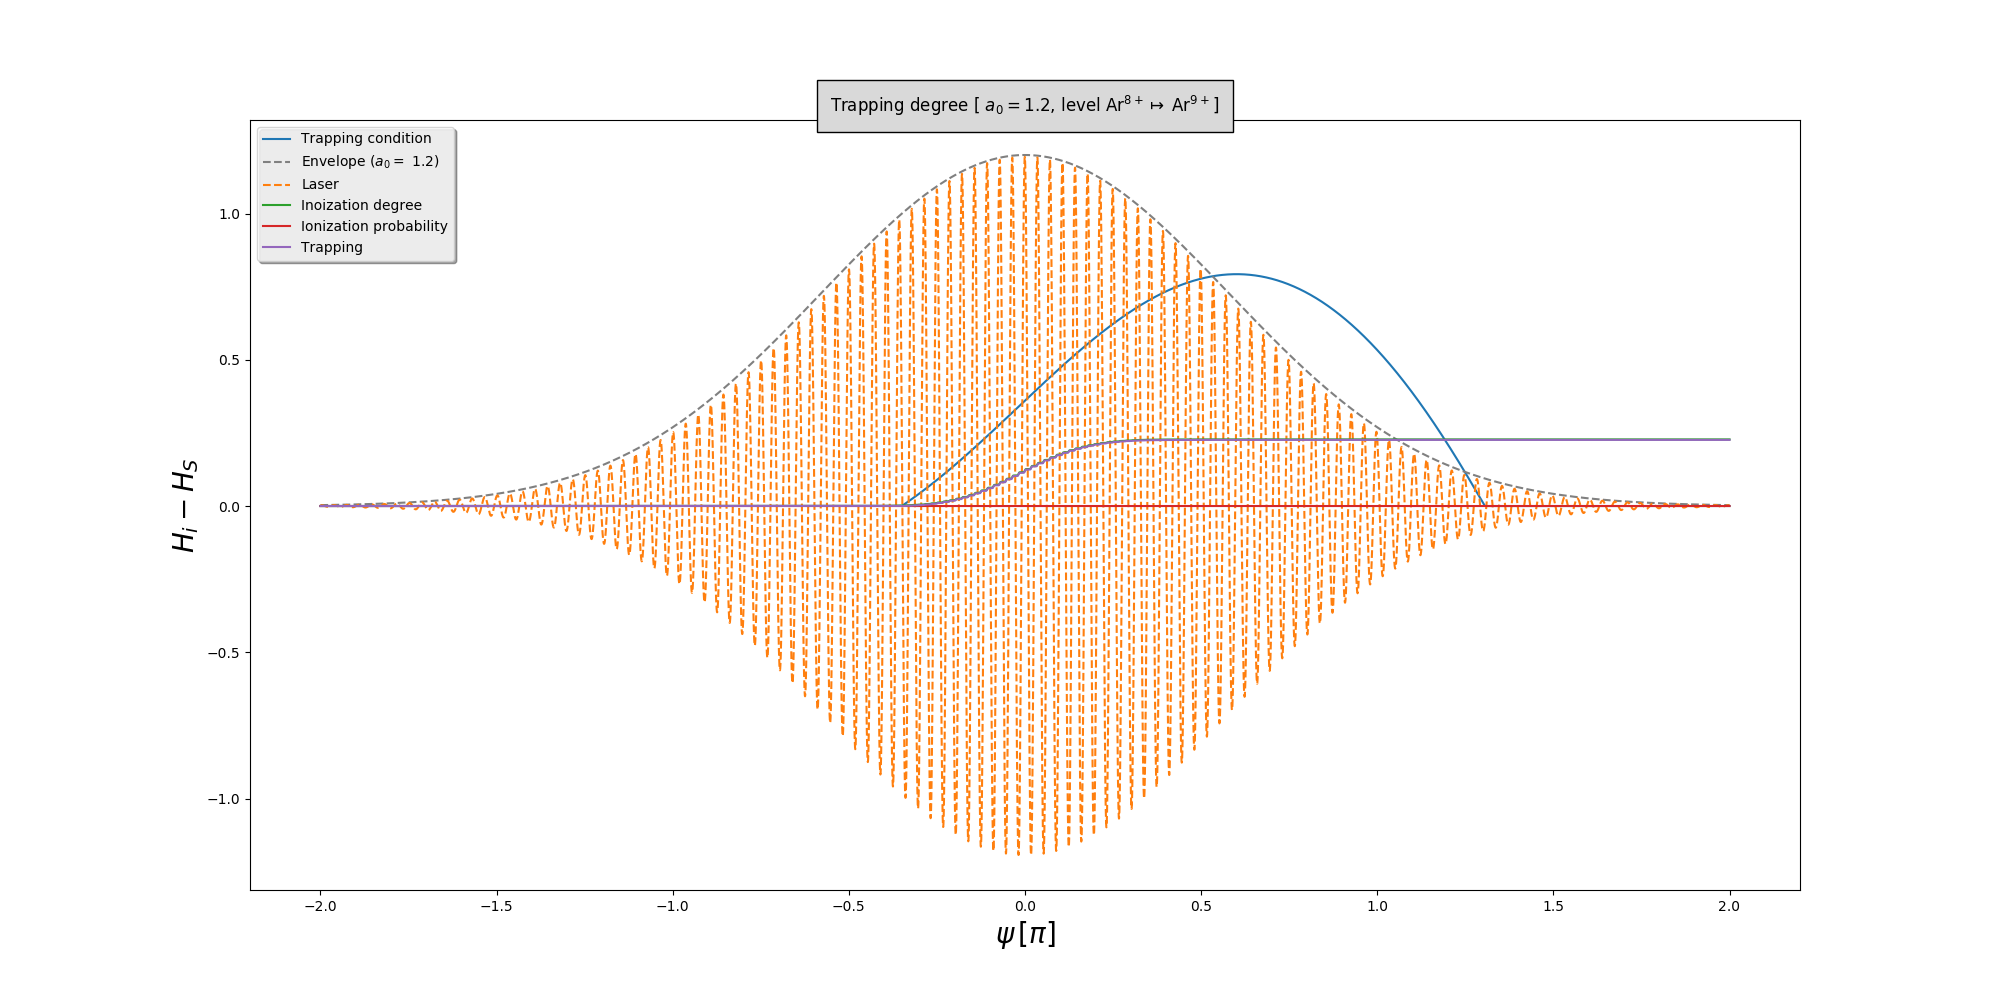 Trapping degree [ a₀ = 1.2, level Ar⁸⁺ ↦ Ar⁹⁺ ]
Trapping condition
Envelope (a₀ = 1.2)
Laser
Inoization degree
Ionization probability
Trapping
1.0
0.5
0.0
−0.5
−1.0
H_i − H_S
−2.0 −1.5 −1.0 −0.5 0.0 0.5 1.0 1.5 2.0
ψ [π]